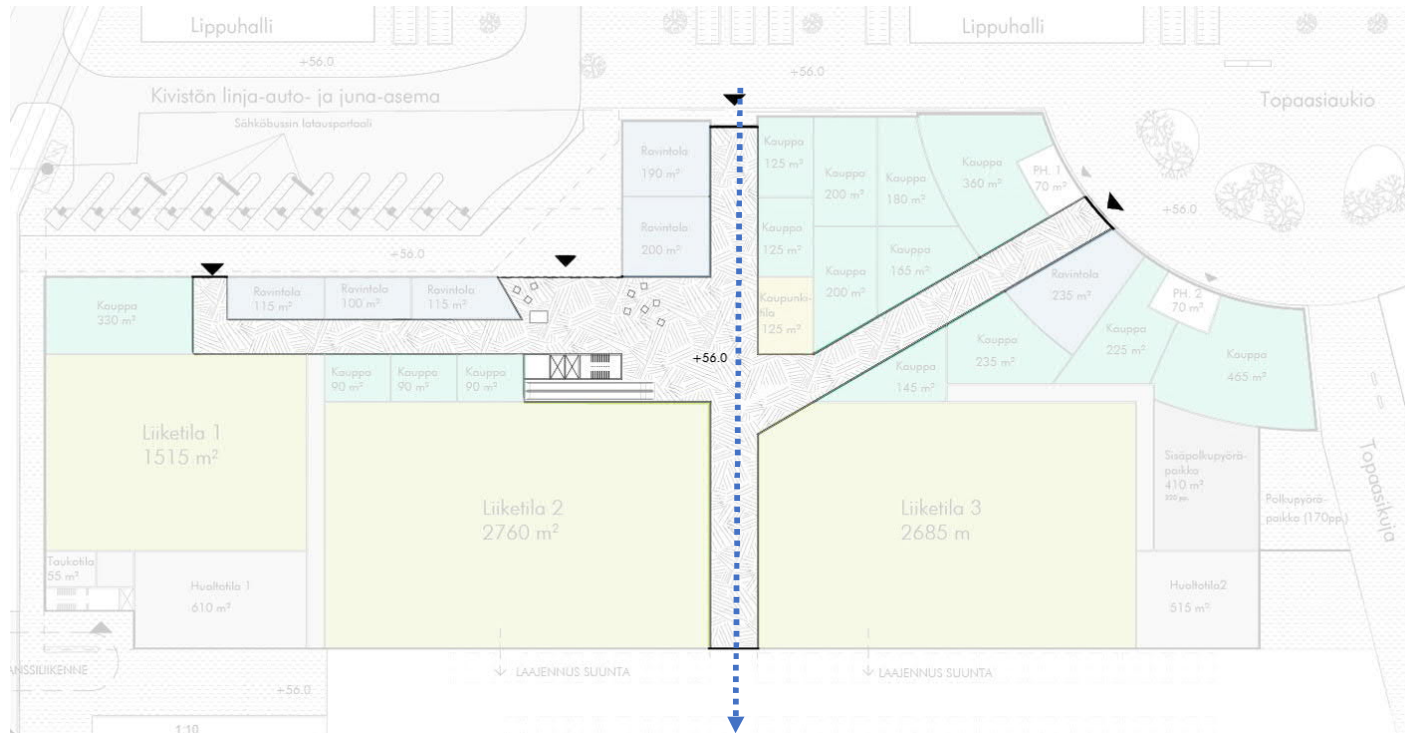 Lippuhalli
Lippuhalli
+56.0
+56.0
Kivistön linja-auto- ja juna-asema
Sähköbussin latausportaali
Topaasiaukio
Ravintola
190 m²
Kauppa
125 m²
Kauppa
200 m²
Kauppa
180 m²
Kauppa
360 m²
PH. 1
70 m²
+56.0
Ravintola
200 m²
Kauppa
125 m²
+56.0
Kauppa
200 m²
Kauppa
165 m²
Ravintola
235 m²
PH. 2
70 m²
Kauppa
330 m²
Ravintola
115 m²
Ravintola
100 m²
Ravintola
115 m²
Kaupunki-
tila
125 m²
+56.0
Kauppa
235 m²
Kauppa
225 m²
Kauppa
465 m²
Kauppa
90 m²
Kauppa
90 m²
Kauppa
90 m²
Kauppa
145 m²
Liiketila 1
1515 m²
Liiketila 2
2760 m²
Liiketila 3
2685 m
Sisäpolkupyörä-
paikka
410 m²
Polkupyörä-
paikka (170pp.)
Topaasikuja
Taukotila
55 m²
Huoltotila 1
610 m²
Huoltotila2
515 m²
ANSSILIIKENNE
LAAJENNUS SUUNTA
LAAJENNUS SUUNTA
+56.0
1:10